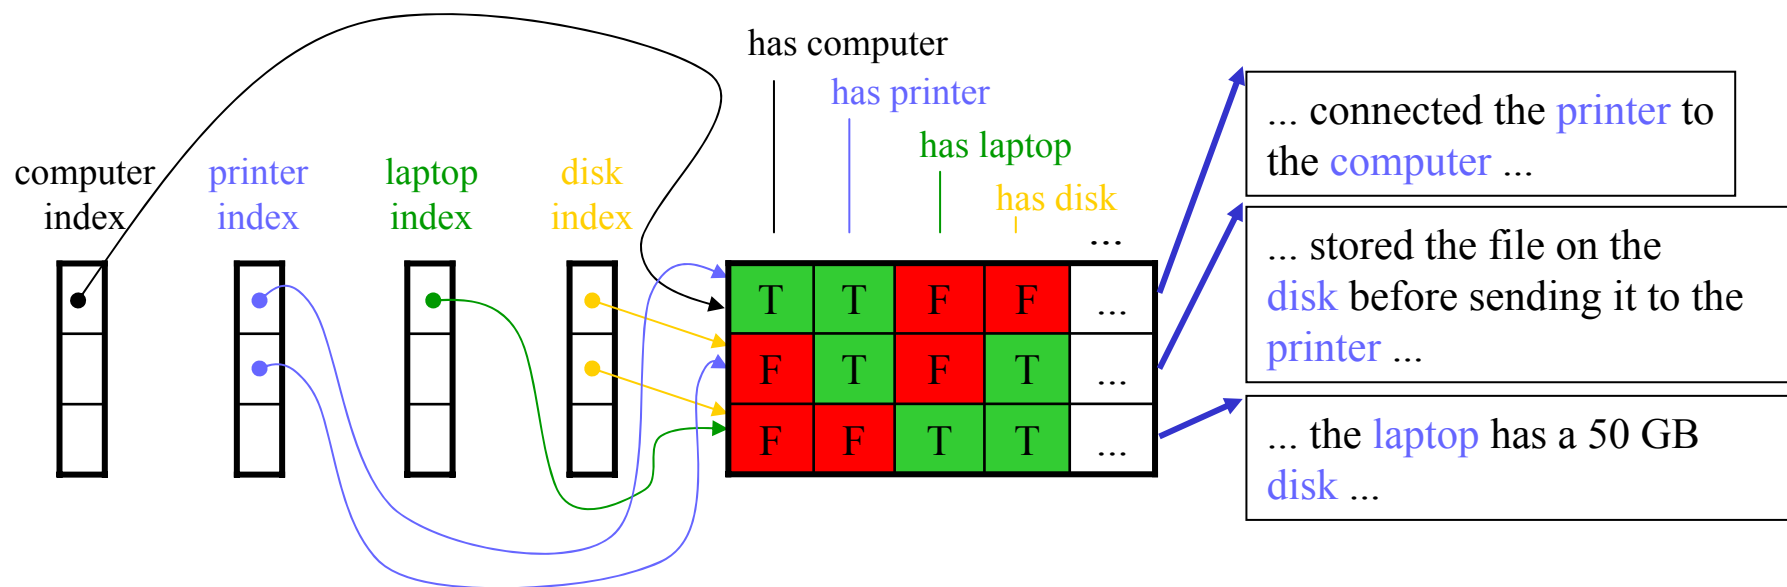 has computer
has printer
has laptop
has disk
...
computer
index
printer
index
laptop
index
disk
index
T T F F ...
F T F T ...
F F T T ...
... connected the printer to
the computer ...
... stored the file on the
disk before sending it to the
printer ...
... the laptop has a 50 GB
disk ...